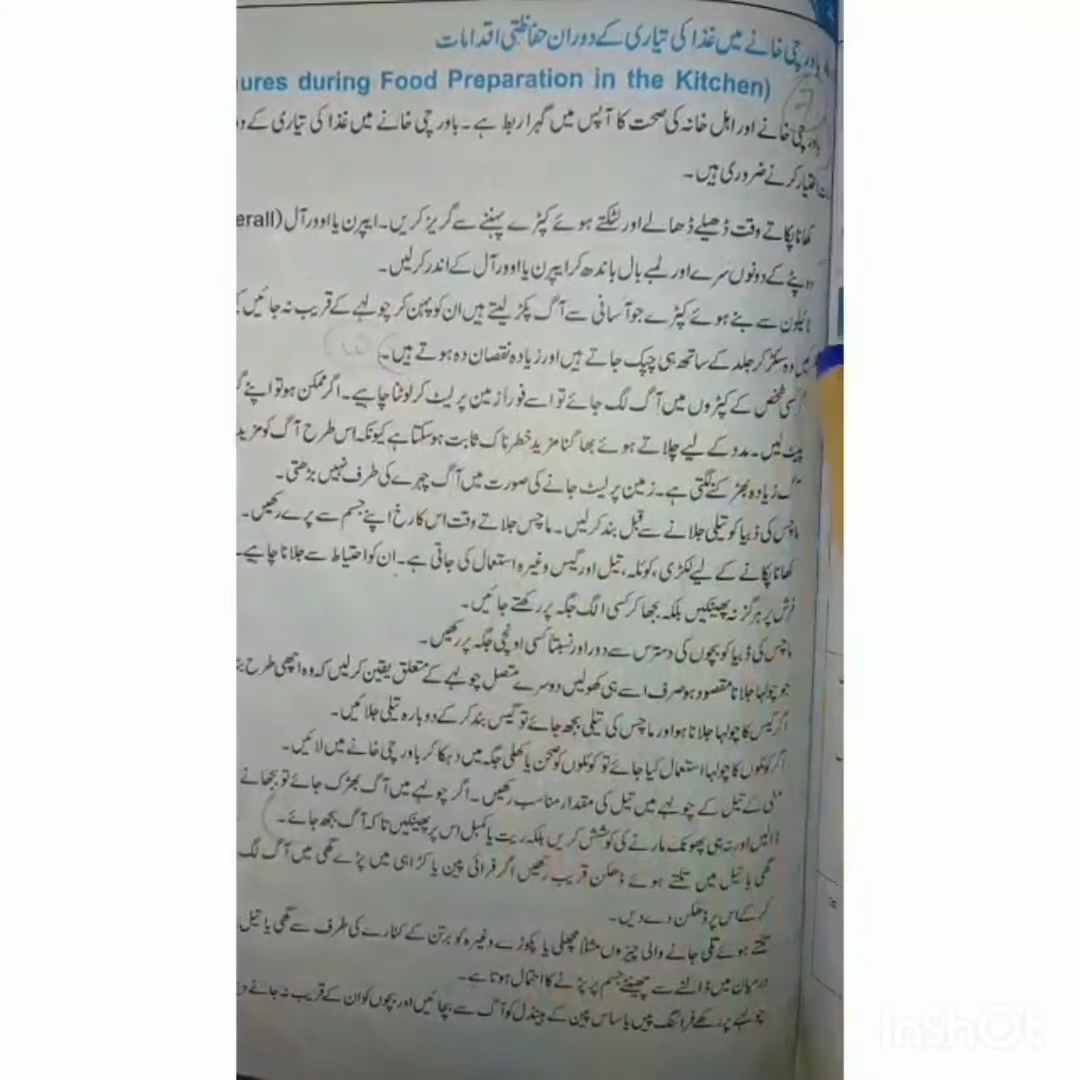 باورچی خانے میں غذا کی تیاری کے دوران حفاظتی اقدامات
ures during Food Preparation in the Kitchen)
باورچی خانے اور اہل خانہ کی صحت کا آپس میں گہرا ربط ہے۔ باورچی خانے میں غذا کی تیاری کے
اختیار کرنے ضروری ہیں۔
کھانا پکاتے وقت ڈھیلے ڈھالے اور لٹکتے ہوئے کپڑے پہننے سے گریز کریں۔ ایپرن یا اوور آل (erall
دوپٹے کے دونوں سرے اور لمبے بال باندھ کر ایپرن یا اوور آل کے اندر کر لیں۔
نائیلون سے بنے ہوئے کپڑے جو آسانی سے آگ پکڑ لیتے ہیں ان کو پہن کر چولہے کے قریب نہ جائیں
وہ سکڑ کر جلد کے ساتھ ہی چپک جاتے ہیں اور زیادہ نقصان دہ ہوتے ہیں۔
کسی شخص کے کپڑوں میں آگ لگ جائے تو اسے فوراً زمین پر لیٹ کر لوٹنا چاہیے۔ اگر ممکن ہو تو اپنے
لپیٹ لیں۔ مدد کے لیے چلاتے ہوئے بھاگنا مزید خطرناک ثابت ہو سکتا ہے کیونکہ اس طرح آگ کو مزید
آگ زیادہ بھڑکنے لگتی ہے۔ زمین پر لیٹ جانے کی صورت میں آگ چہرے کی طرف نہیں بڑھتی۔
ماچس کی ڈبیا کو تیلی جلانے سے قبل بند کر لیں۔ ماچس جلاتے وقت اس کا رخ اپنے جسم سے پرے رکھیں۔
کھانا پکانے کے لیے لکڑی، کوئلہ، تیل اور گیس وغیرہ استعمال کی جاتی ہے۔ ان کو احتیاط سے جلانا چاہیے۔
فرش پر ہرگز نہ پھینکیں بلکہ بجھا کر کسی الگ جگہ پر رکھتے جائیں۔
ماچس کی ڈبیا کو بچوں کی دسترس سے دور اور نسبتاً کسی اونچی جگہ پر رکھیں۔
جو چولہا جلانا مقصود ہو صرف اسے ہی کھولیں دوسرے متصل چولہے کے متعلق یقین کر لیں کہ وہ اچھی طرح
اگر گیس کا چولہا جلانا ہو اور ماچس کی تیلی بجھ جائے تو گیس بند کر کے دوبارہ تیلی جلائیں۔
اگر کوئلوں کا چولہا استعمال کیا جائے تو کوئلوں کو صحن یا کھلی جگہ میں دہکا کر باورچی خانے میں لائیں۔
مٹی کے تیل کے چولہے میں تیل کی مقدار مناسب رکھیں۔ اگر چولہے میں آگ بھڑک جائے تو بجھانے
ڈالیں اور نہ ہی پھونک مارنے کی کوشش کریں بلکہ ریت یا کمبل اس پر پھینکیں تاکہ آگ بجھ جائے۔
گھی یا تیل میں تلتے ہوئے ڈھکن قریب رکھیں اگر فرائی پین یا کڑاہی میں پڑے گھی میں آگ لگ
کر کے اس پر ڈھکن دے دیں۔
تلتے ہوئے تلی جانے والی چیزوں مثلاً مچھلی یا پکوڑے وغیرہ کو برتن کے کنارے کی طرف سے گھی یا تیل
درمیان میں ڈالنے سے چھینٹے جسم پر پڑنے کا احتمال ہوتا ہے۔
چولہے پر رکھے فرائنگ پین یا ساس پین کے ہینڈل کو آگ سے بچائیں اور بچوں کو ان کے قریب نہ جانے
InshOt